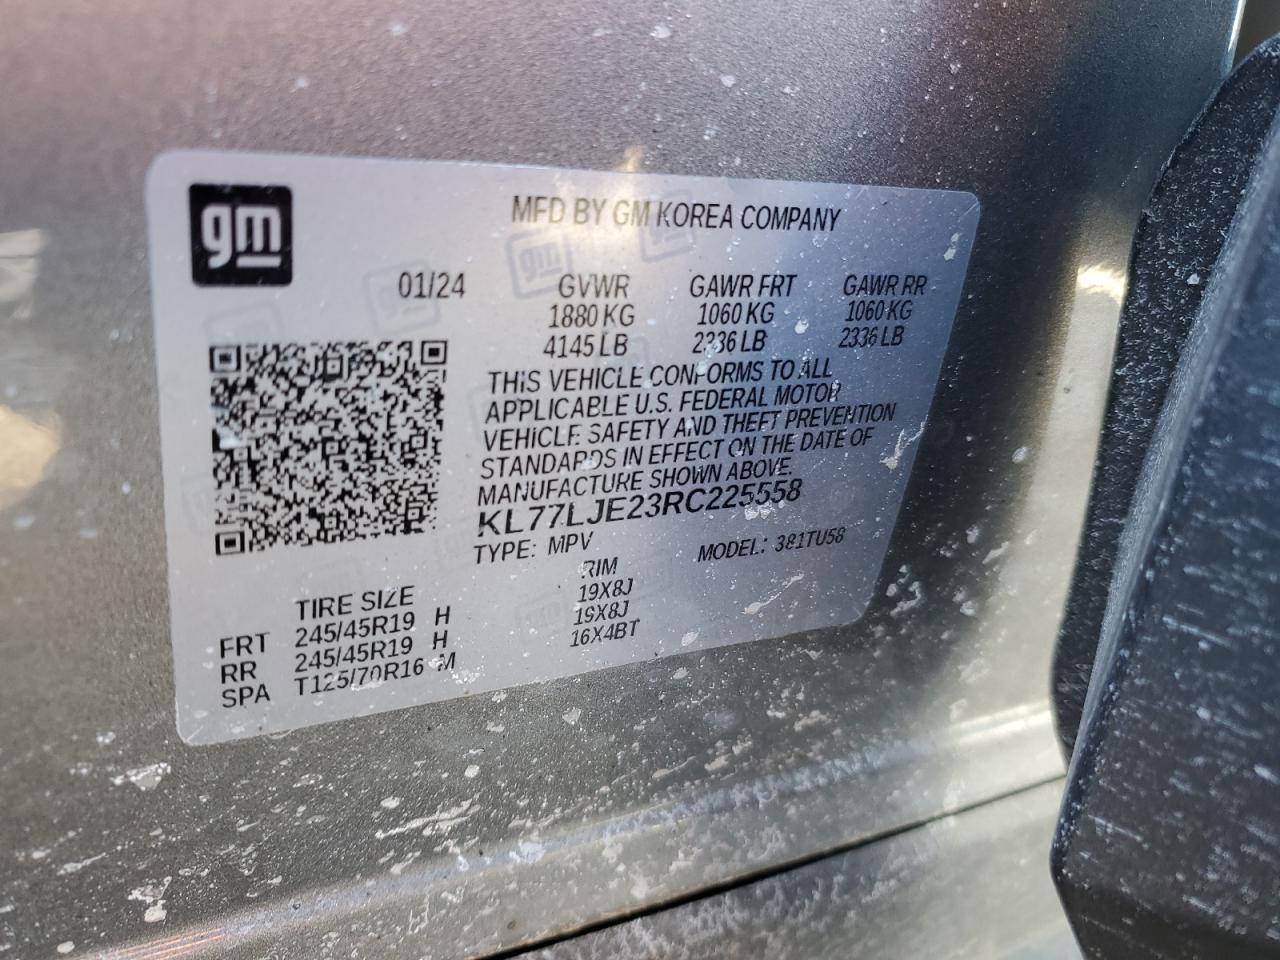 gm
MFD BY GM KOREA COMPANY
01/24 GVWR GAWR FRT GAWR RR
1880 KG 1060 KG 1060 KG
4145 LB 2336 LB 2336 LB
THIS VEHICLE CONFORMS TO ALL
APPLICABLE U.S. FEDERAL MOTOR
VEHICLE SAFETY AND THEFT PREVENTION
STANDARDS IN EFFECT ON THE DATE OF
MANUFACTURE SHOWN ABOVE.
KL77LJE23RC225558
TYPE: MPV MODEL: 381TU58
TIRE SIZE RIM
FRT 245/45R19 H 19X8J
RR 245/45R19 H 19X8J
SPA T125/70R16 M 16X4BT